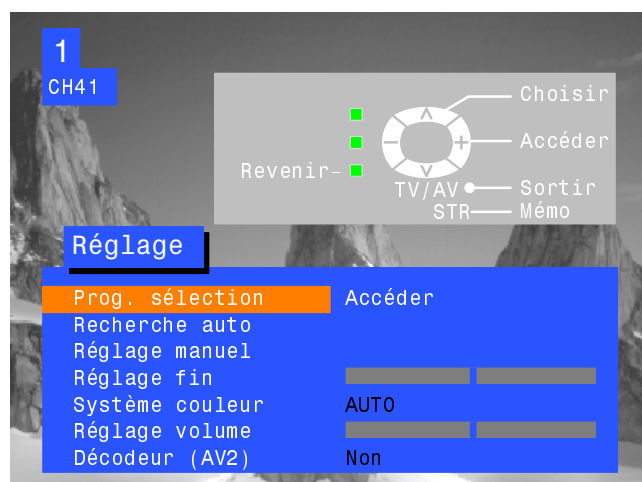 1
CH41
Choisir
Accéder
Revenir
TV/AV
Sortir
STR
Mémo
Réglage
Prog. sélection Accéder
Recherche auto
Réglage manuel
Réglage fin
Système couleur AUTO
Réglage volume
Décodeur (AV2) Non